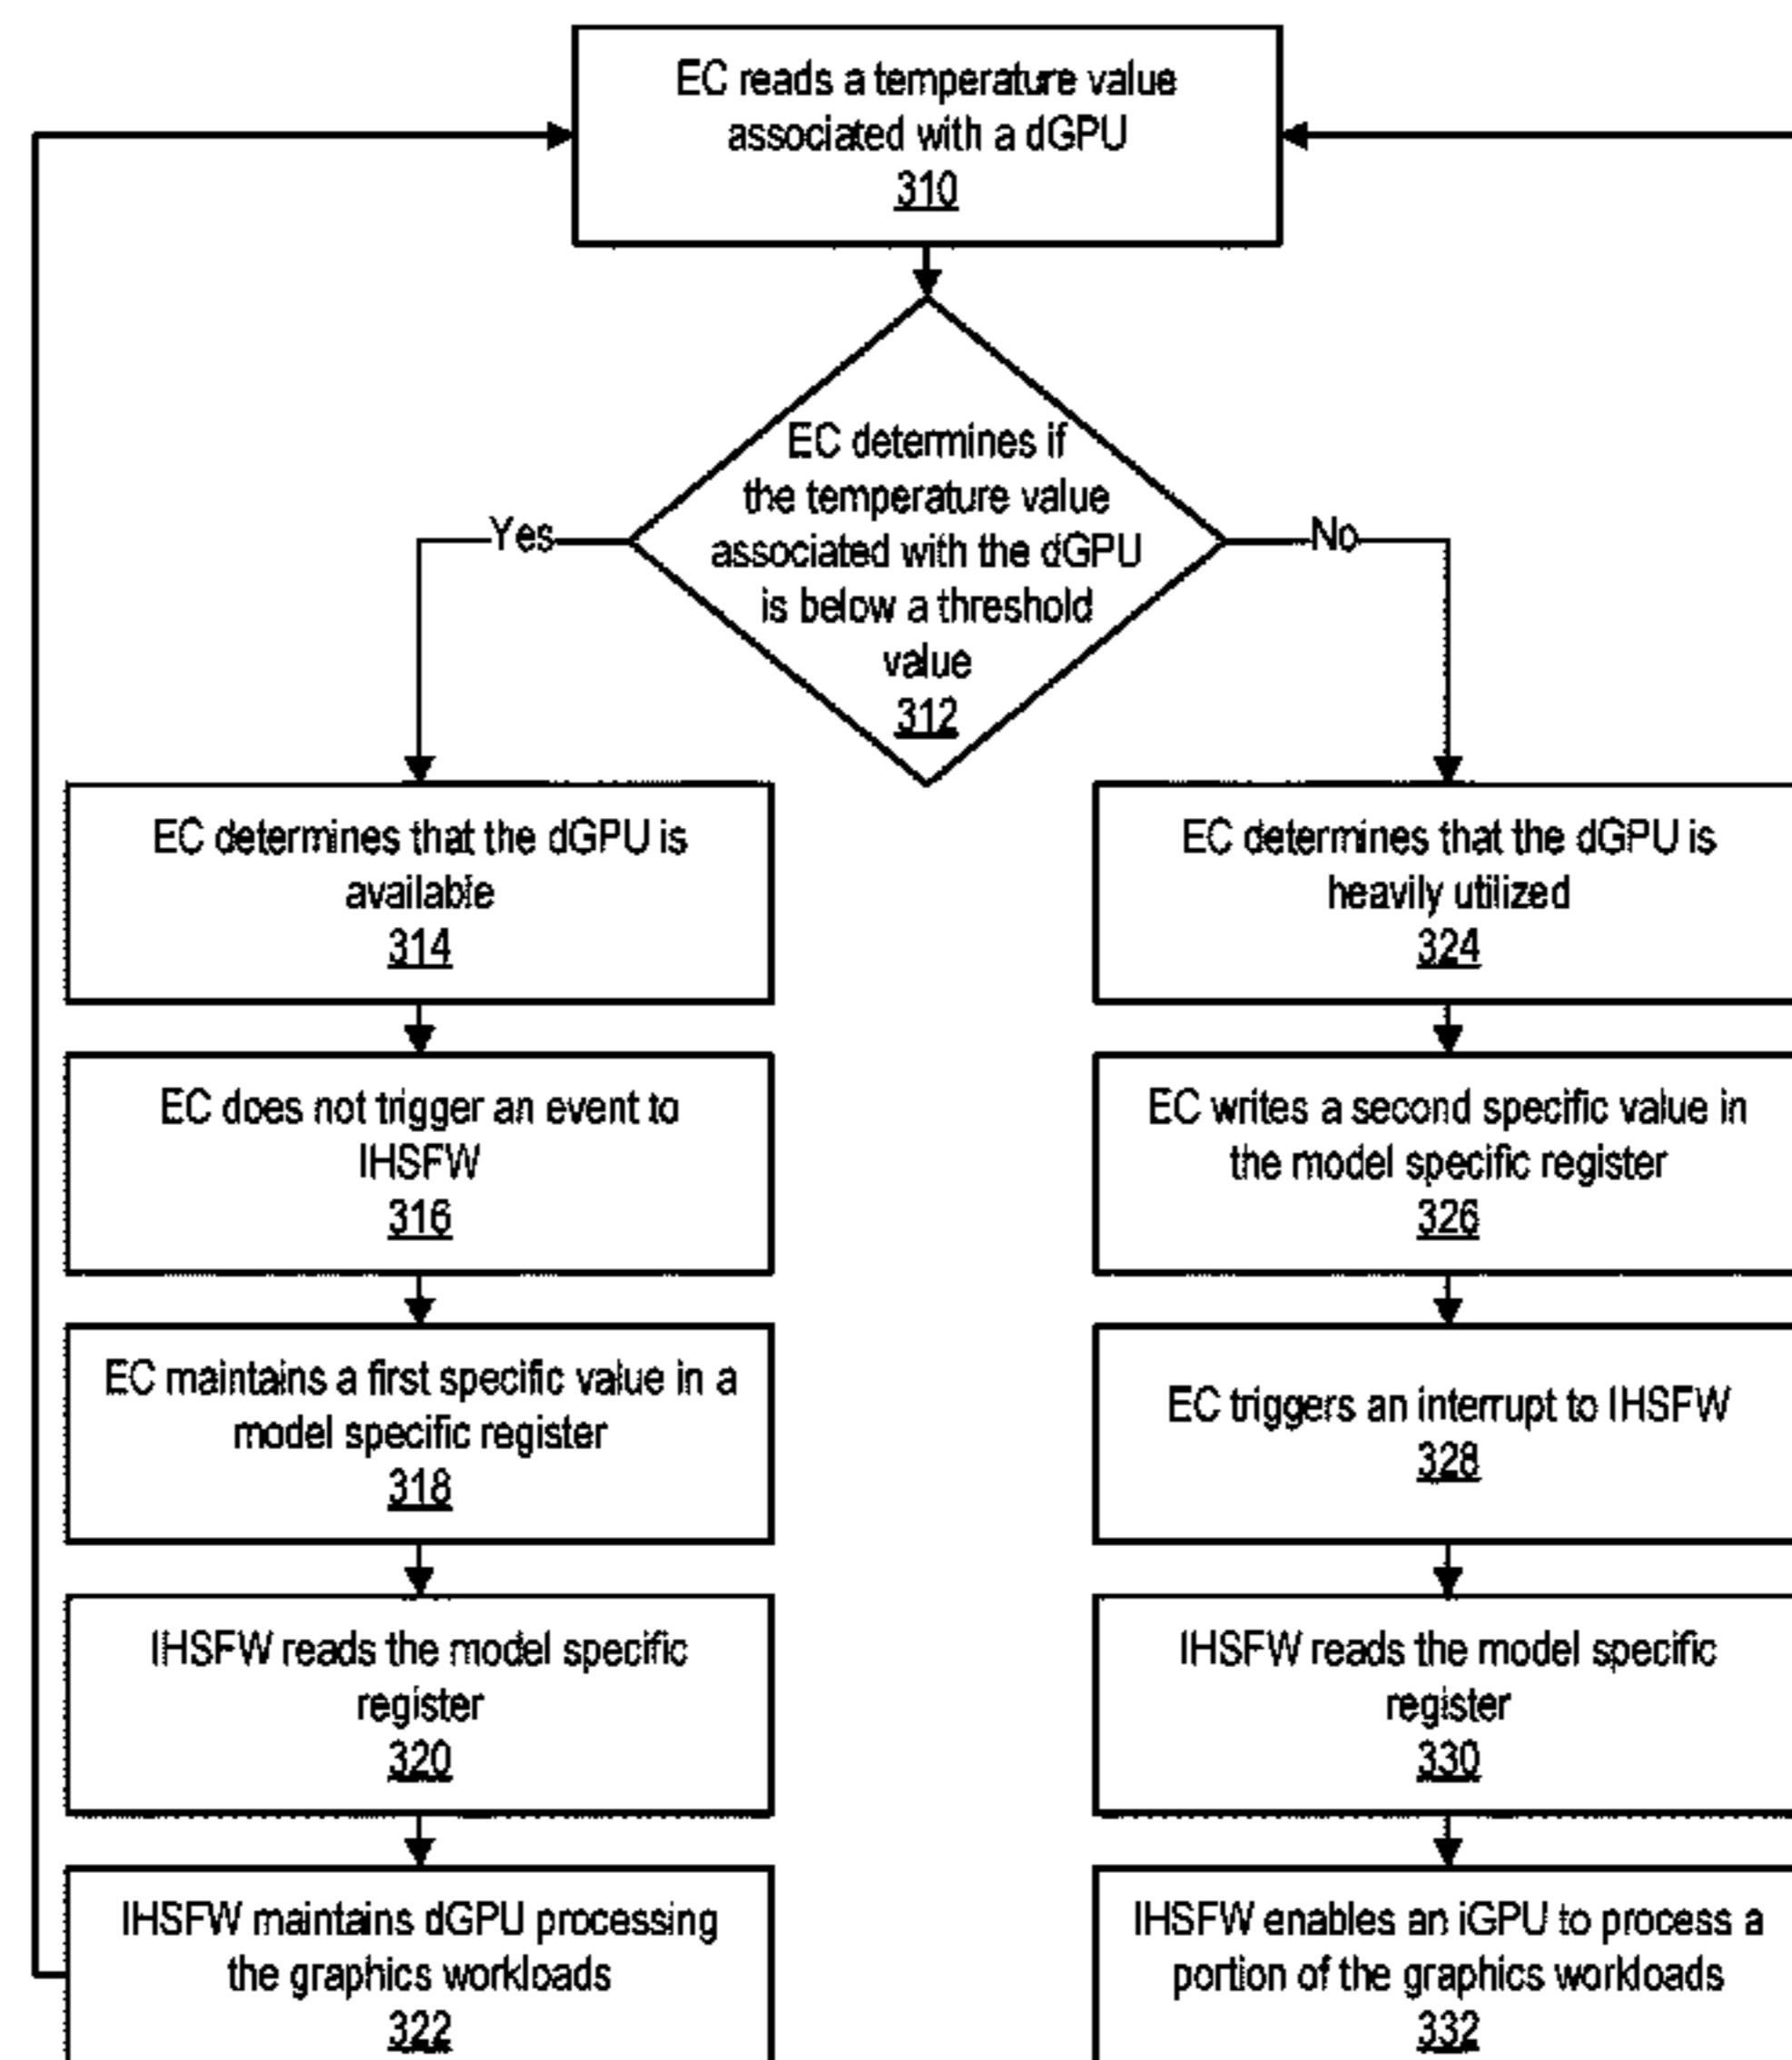 EC reads a temperature value
associated with a dGPU
310
EC determines if
the temperature value
associated with the dGPU
is below a threshold
value
312
Yes
No
EC determines that the dGPU is
available
314
EC does not trigger an event to
IHSFW
316
EC maintains a first specific value in a
model specific register
318
IHSFW reads the model specific
register
320
IHSFW maintains dGPU processing
the graphics workloads
322
EC determines that the dGPU is
heavily utilized
324
EC writes a second specific value in
the model specific register
326
EC triggers an interrupt to IHSFW
328
IHSFW reads the model specific
register
330
IHSFW enables an iGPU to process a
portion of the graphics workloads
332